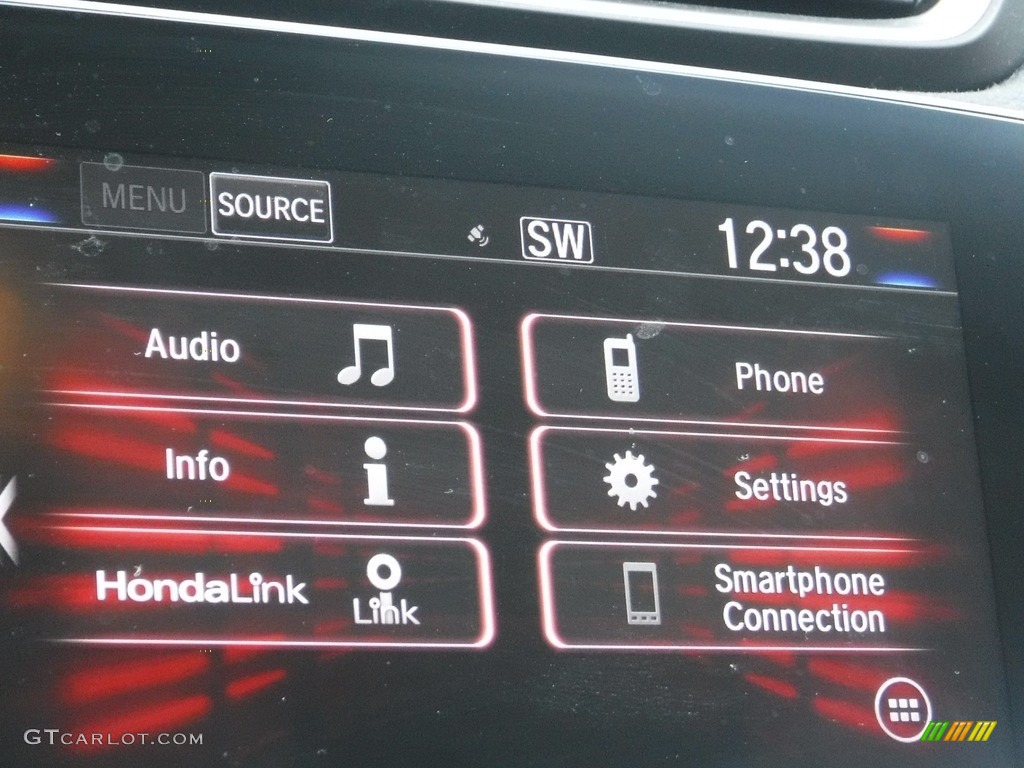 MENU
SOURCE
SW
12:38
Audio
Phone
Info
Settings
HondaLink
Link
Smartphone
Connection
GTCARLOT.COM